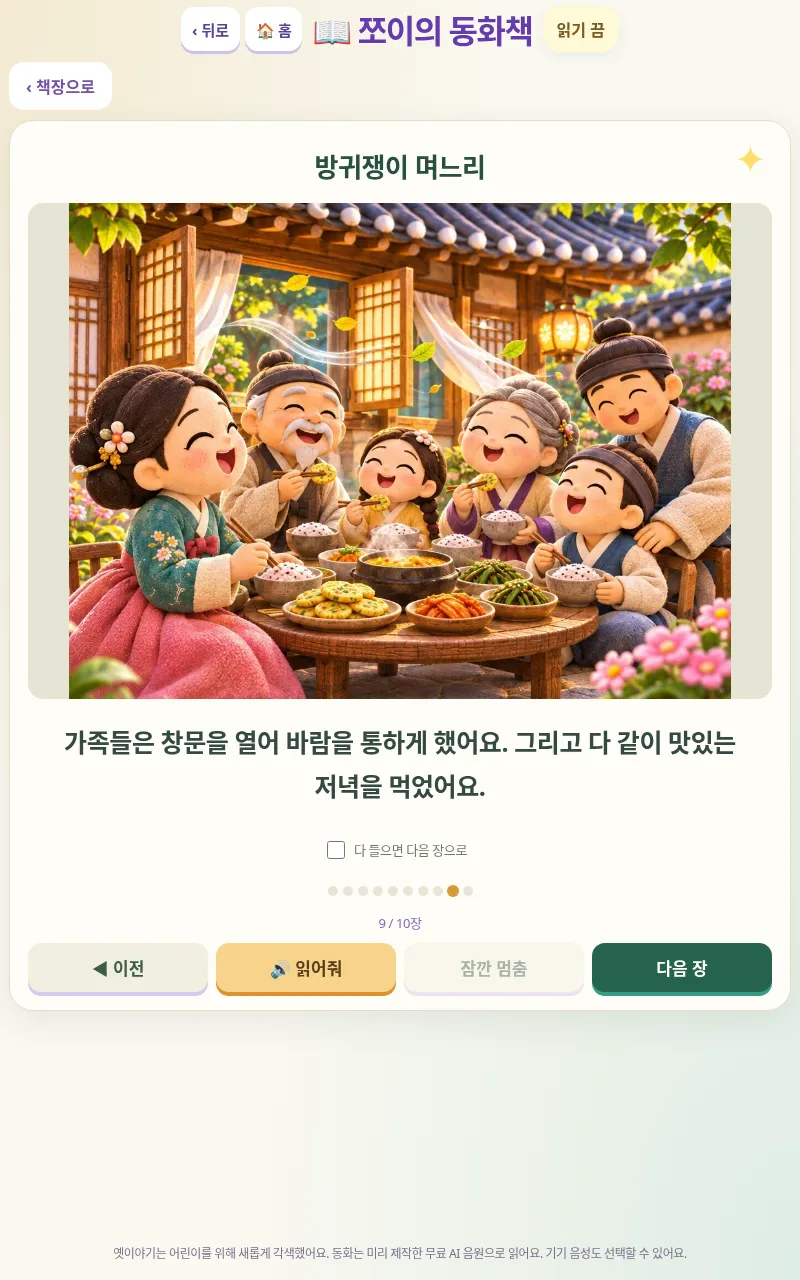 ‹ 뒤로
🏠 홈
📖 쪼이의 동화책
읽기 끝
‹ 책장으로
방귀쟁이 며느리
가족들은 창문을 열어 바람을 통하게 했어요. 그리고 다 같이 맛있는
저녁을 먹었어요.
다 들으면 다음 장으로
9 / 10장
◀ 이전
🔊 읽어줘
잠깐 멈춤
다음 장
옛이야기는 어린이를 위해 새롭게 각색했어요. 동화는 미리 제작한 무료 AI 음원으로 읽어요. 기기 음성도 선택할 수 있어요.